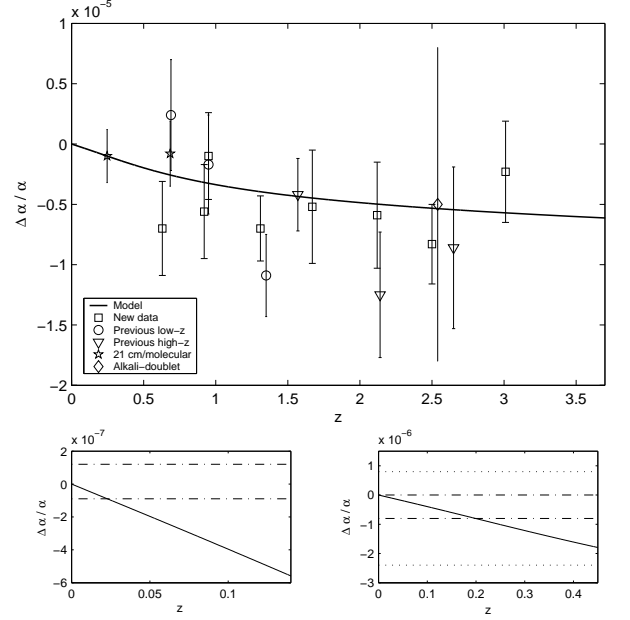 x 10⁻⁵
1
0.5
0
−0.5
−1
−1.5
−2
Δ α / α
Model
New data
Previous low−z
Previous high−z
21 cm/molecular
Alkali−doublet
0 0.5 1 1.5 2 2.5 3 3.5
z
x 10⁻⁷
2
0
−2
−4
−6
Δ α / α
0 0.05 0.1
z
x 10⁻⁶
1
0
−1
−2
−3
Δ α / α
0 0.1 0.2 0.3 0.4
z